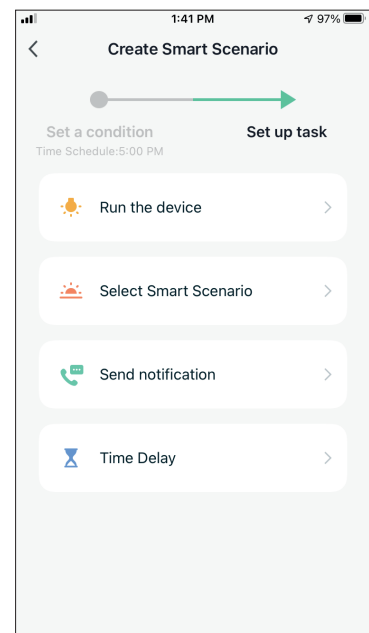 1:41 PM
97%
Create Smart Scenario
Set a condition
Set up task
Time Schedule:5:00 PM
Run the device
Select Smart Scenario
Send notification
Time Delay